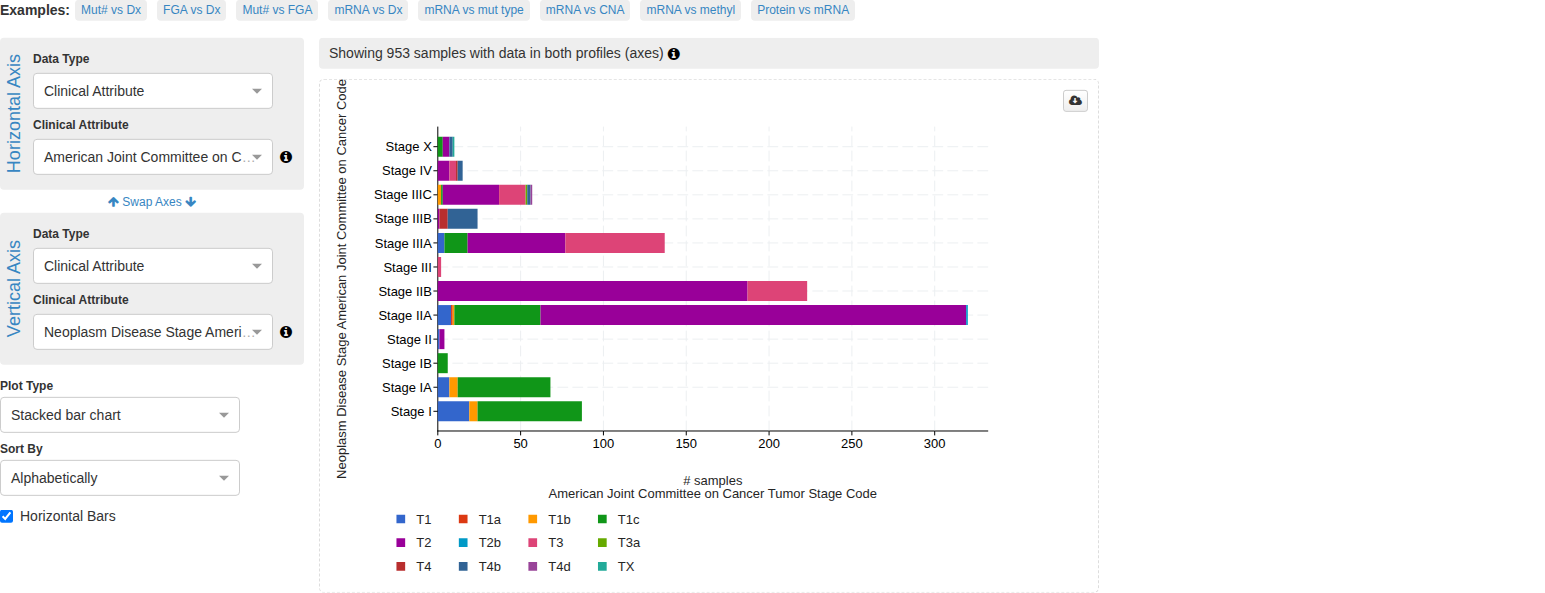 Examples: Mut# vs Dx FGA vs Dx Mut# vs FGA mRNA vs Dx mRNA vs mut type mRNA vs CNA mRNA vs methyl Protein vs mRNA
Horizontal Axis
Data Type
Clinical Attribute
Clinical Attribute
American Joint Committee on C...
Swap Axes
Vertical Axis
Data Type
Clinical Attribute
Clinical Attribute
Neoplasm Disease Stage Ameri...
Plot Type
Stacked bar chart
Sort By
Alphabetically
Horizontal Bars
Showing 953 samples with data in both profiles (axes)
Neoplasm Disease Stage American Joint Committee on Cancer Code
Stage X
Stage IV
Stage IIIC
Stage IIIB
Stage IIIA
Stage III
Stage IIB
Stage IIA
Stage II
Stage IB
Stage IA
Stage I
0 50 100 150 200 250 300
# samples
American Joint Committee on Cancer Tumor Stage Code
T1 T1a T1b T1c
T2 T2b T3 T3a
T4 T4b T4d TX